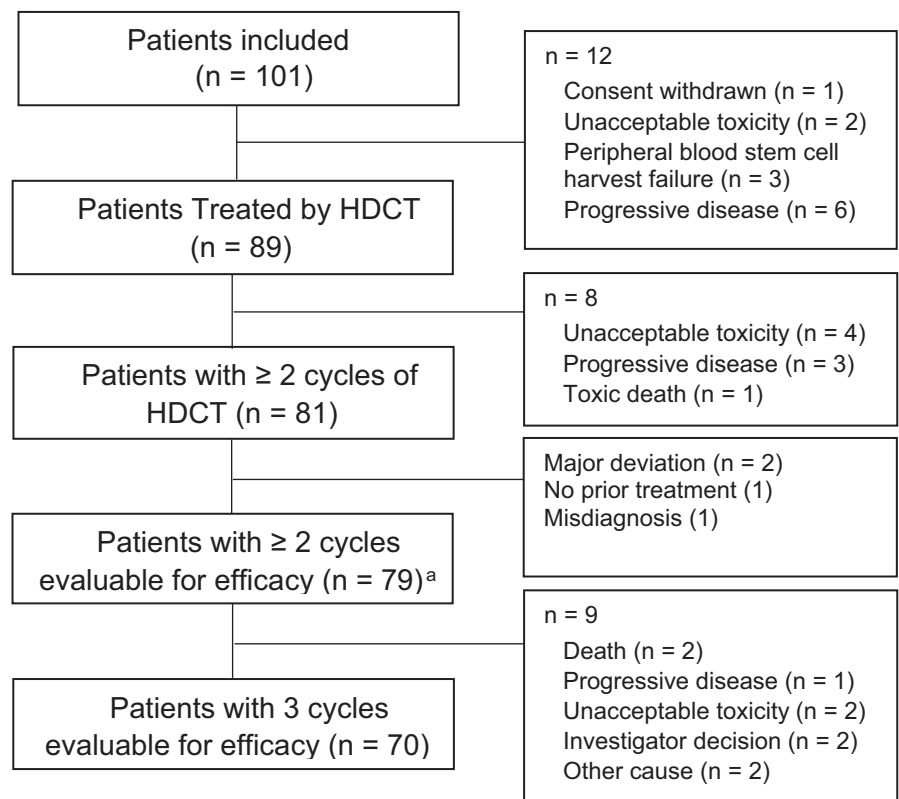 Patients included
(n = 101)
n = 12
Consent withdrawn (n = 1)
Unacceptable toxicity (n = 2)
Peripheral blood stem cell
harvest failure (n = 3)
Progressive disease (n = 6)
Patients Treated by HDCT
(n = 89)
n = 8
Unacceptable toxicity (n = 4)
Progressive disease (n = 3)
Toxic death (n = 1)
Patients with ≥ 2 cycles of
HDCT (n = 81)
Major deviation (n = 2)
No prior treatment (1)
Misdiagnosis (1)
Patients with ≥ 2 cycles
evaluable for efficacy (n = 79)ᵃ
n = 9
Death (n = 2)
Progressive disease (n = 1)
Unacceptable toxicity (n = 2)
Investigator decision (n = 2)
Other cause (n = 2)
Patients with 3 cycles
evaluable for efficacy (n = 70)